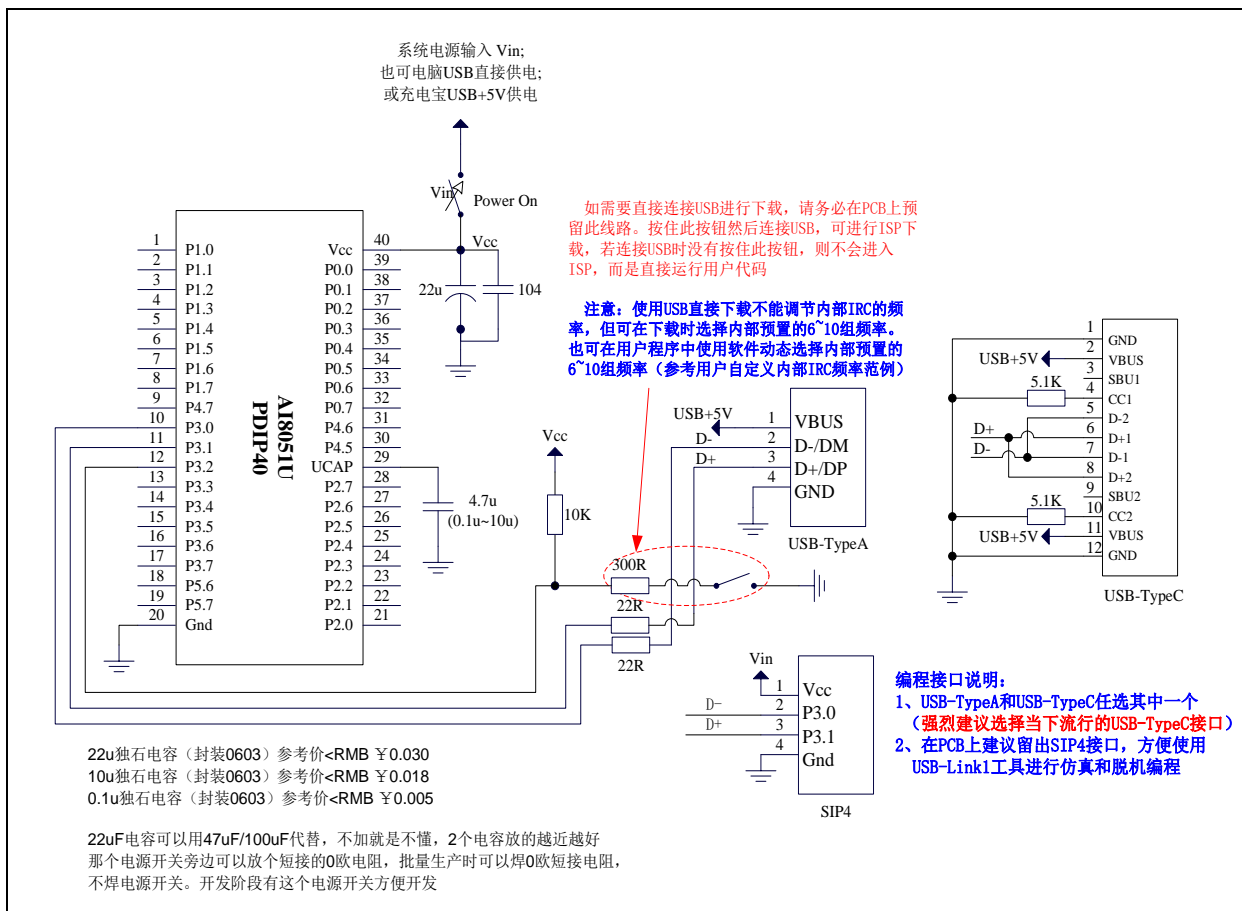 系统电源输入 Vin;
也可电脑USB直接供电;
或充电宝USB+5V供电
Vin
Power On
Vcc
22u
104
如需要直接连接USB进行下载，请务必在PCB上预
留此线路。按住此按钮然后连接USB，可进行ISP下
载，若连接USB时没有按住此按钮，则不会进入
ISP，而是直接运行用户代码
注意：使用USB直接下载不能调节内部IRC的频
率，但可在下载时选择内部预置的6~10组频率。
也可在用户程序中使用软件动态选择内部预置的
6~10组频率（参考用户自定义内部IRC频率范例）
AI8051U
PDIP40
1 P1.0
2 P1.1
3 P1.2
4 P1.3
5 P1.4
6 P1.5
7 P1.6
8 P1.7
9 P4.7
10 P3.0
11 P3.1
12 P3.2
13 P3.3
14 P3.4
15 P3.5
16 P3.6
17 P3.7
18 P5.6
19 P5.7
20 Gnd
Vcc 40
P0.0 39
P0.1 38
P0.2 37
P0.3 36
P0.4 35
P0.5 34
P0.6 33
P0.7 32
P4.6 31
P4.5 30
UCAP 29
P2.7 28
P2.6 27
P2.5 26
P2.4 25
P2.3 24
P2.2 23
P2.1 22
P2.0 21
4.7u
(0.1u~10u)
Vcc
10K
300R
22R
22R
USB+5V
D-
D+
1 VBUS
2 D-/DM
3 D+/DP
4 GND
USB-TypeA
1 GND
2 VBUS
3 SBU1
4 CC1
5 D-2
6 D+1
7 D-1
8 D+2
9 SBU2
10 CC2
11 VBUS
12 GND
USB+5V
5.1K
D+
D-
5.1K
USB+5V
USB-TypeC
Vin
D-
D+
1 Vcc
2 P3.0
3 P3.1
4 Gnd
SIP4
编程接口说明：
1、USB-TypeA和USB-TypeC任选其中一个
（强烈建议选择当下流行的USB-TypeC接口）
2、在PCB上建议留出SIP4接口，方便使用
USB-Link1工具进行仿真和脱机编程
22u独石电容（封装0603）参考价<RMB ￥0.030
10u独石电容（封装0603）参考价<RMB ￥0.018
0.1u独石电容（封装0603）参考价<RMB ￥0.005
22uF电容可以用47uF/100uF代替，不加就是不懂，2个电容放的越近越好
那个电源开关旁边可以放个短接的0欧电阻，批量生产时可以焊0欧短接电阻，
不焊电源开关。开发阶段有这个电源开关方便开发